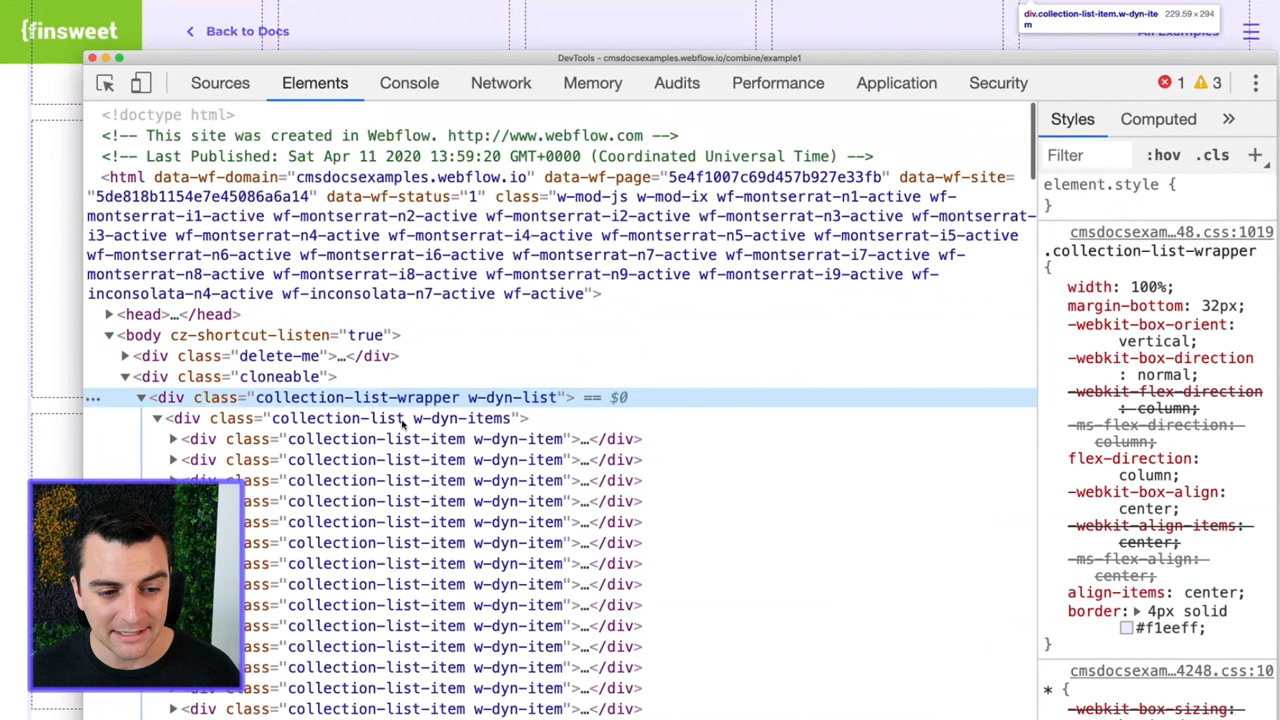 {finsweet
Back to Docs
div.collection-list-item.w-dyn-ite
m
229.59 × 294
All Examples
DevTools - cmsdocsexamples.webflow.io/combine/example1
Sources
Elements
Console
Network
Memory
Audits
Performance
Application
Security
1
3
<!doctype html>
<!-- This site was created in Webflow. http://www.webflow.com -->
<!-- Last Published: Sat Apr 11 2020 13:59:20 GMT+0000 (Coordinated Universal Time) -->
<html data-wf-domain="cmsdocsexamples.webflow.io" data-wf-page="5e4f1007c69d457b927e33fb" data-wf-site=
"5de818b1154e7e45086a6a14" data-wf-status="1" class="w-mod-js w-mod-ix wf-montserrat-n1-active wf-
montserrat-i1-active wf-montserrat-n2-active wf-montserrat-i2-active wf-montserrat-n3-active wf-montserrat-
i3-active wf-montserrat-n4-active wf-montserrat-i4-active wf-montserrat-n5-active wf-montserrat-i5-active
wf-montserrat-n6-active wf-montserrat-i6-active wf-montserrat-n7-active wf-montserrat-i7-active wf-
montserrat-n8-active wf-montserrat-i8-active wf-montserrat-n9-active wf-montserrat-i9-active wf-
inconsolata-n4-active wf-inconsolata-n7-active wf-active">
<head>…</head>
<body cz-shortcut-listen="true">
<div class="delete-me">…</div>
<div class="cloneable">
… <div class="collection-list-wrapper w-dyn-list"> == $0
<div class="collection-list w-dyn-items">
<div class="collection-list-item w-dyn-item">…</div>
<div class="collection-list-item w-dyn-item">…</div>
<div class="collection-list-item w-dyn-item">…</div>
ss="collection-list-item w-dyn-item">…</div>
ss="collection-list-item w-dyn-item">…</div>
ss="collection-list-item w-dyn-item">…</div>
ss="collection-list-item w-dyn-item">…</div>
ss="collection-list-item w-dyn-item">…</div>
ss="collection-list-item w-dyn-item">…</div>
ss="collection-list-item w-dyn-item">…</div>
ss="collection-list-item w-dyn-item">…</div>
ss="collection-list-item w-dyn-item">…</div>
ss="collection-list-item w-dyn-item">…</div>
<div class="collection-list-item w-dyn-item">…</div>
Styles
Computed
»
Filter
:hov
.cls
+
element.style {
}
cmsdocsexam…48.css:1019
.collection-list-wrapper
{
width: 100%;
margin-bottom: 32px;
-webkit-box-orient:
vertical;
-webkit-box-direction
: normal;
-webkit-flex-direction
: column;
-ms-flex-direction:
column;
flex-direction:
column;
-webkit-box-align:
center;
-webkit-align-items:
center;
-ms-flex-align:
center;
align-items: center;
border: 4px solid
#f1eeff;
}
cmsdocsexam…4248.css:10
* {
-webkit-box-sizing: